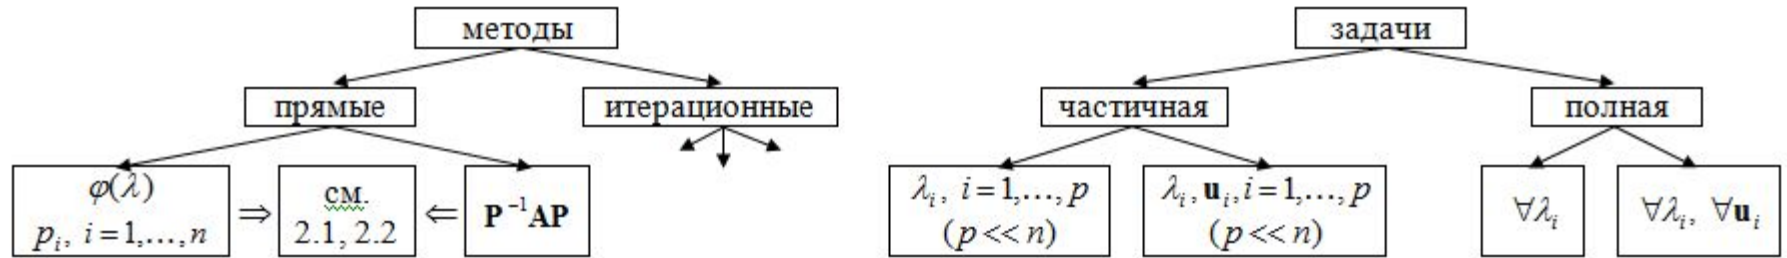 методы
задачи
прямые
итерационные
частичная
полная
φ(λ)
p_i, i=1,...,n
⇒
см.
2.1, 2.2
⇐
P⁻¹AP
λ_i, i=1,...,p
(p<<n)
λ_i, u_i, i=1,...,p
(p<<n)
∀λ_i
∀λ_i, ∀u_i